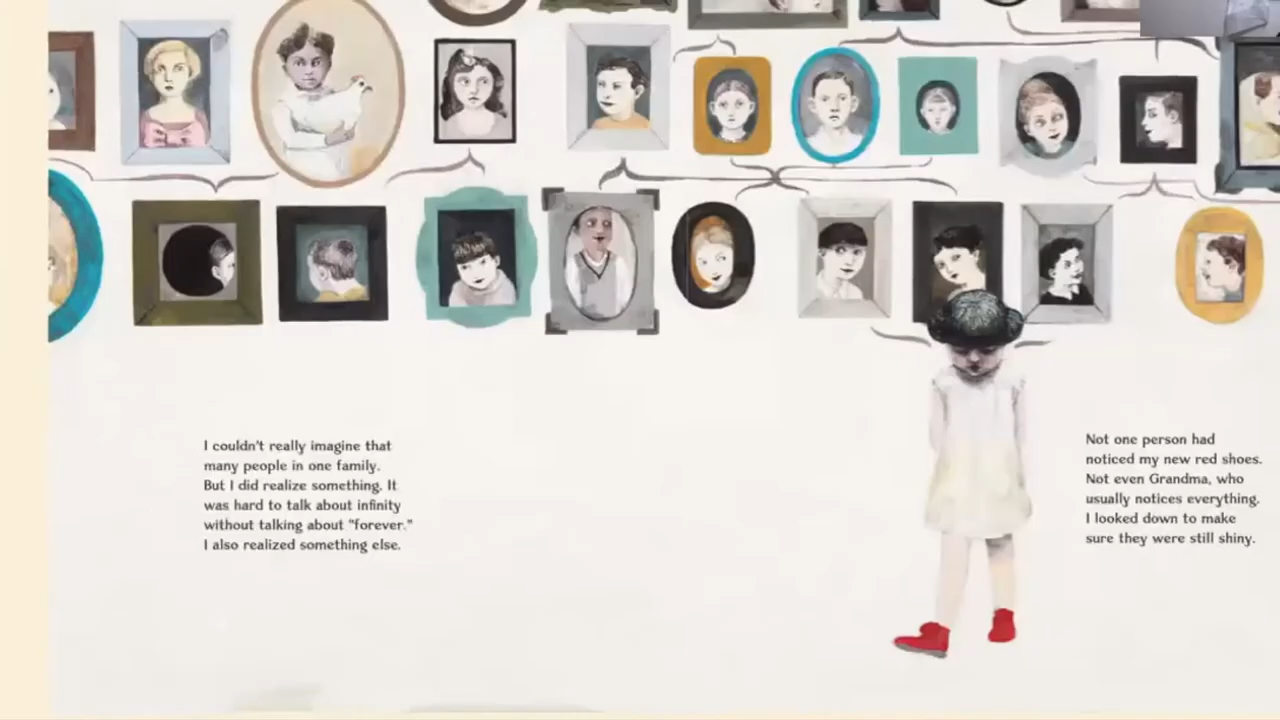 I couldn't really imagine that
many people in one family.
But I did realize something. It
was hard to talk about infinity
without talking about "forever."
I also realized something else.
Not one person had
noticed my new red shoes.
Not even Grandma, who
usually notices everything.
I looked down to make
sure they were still shiny.